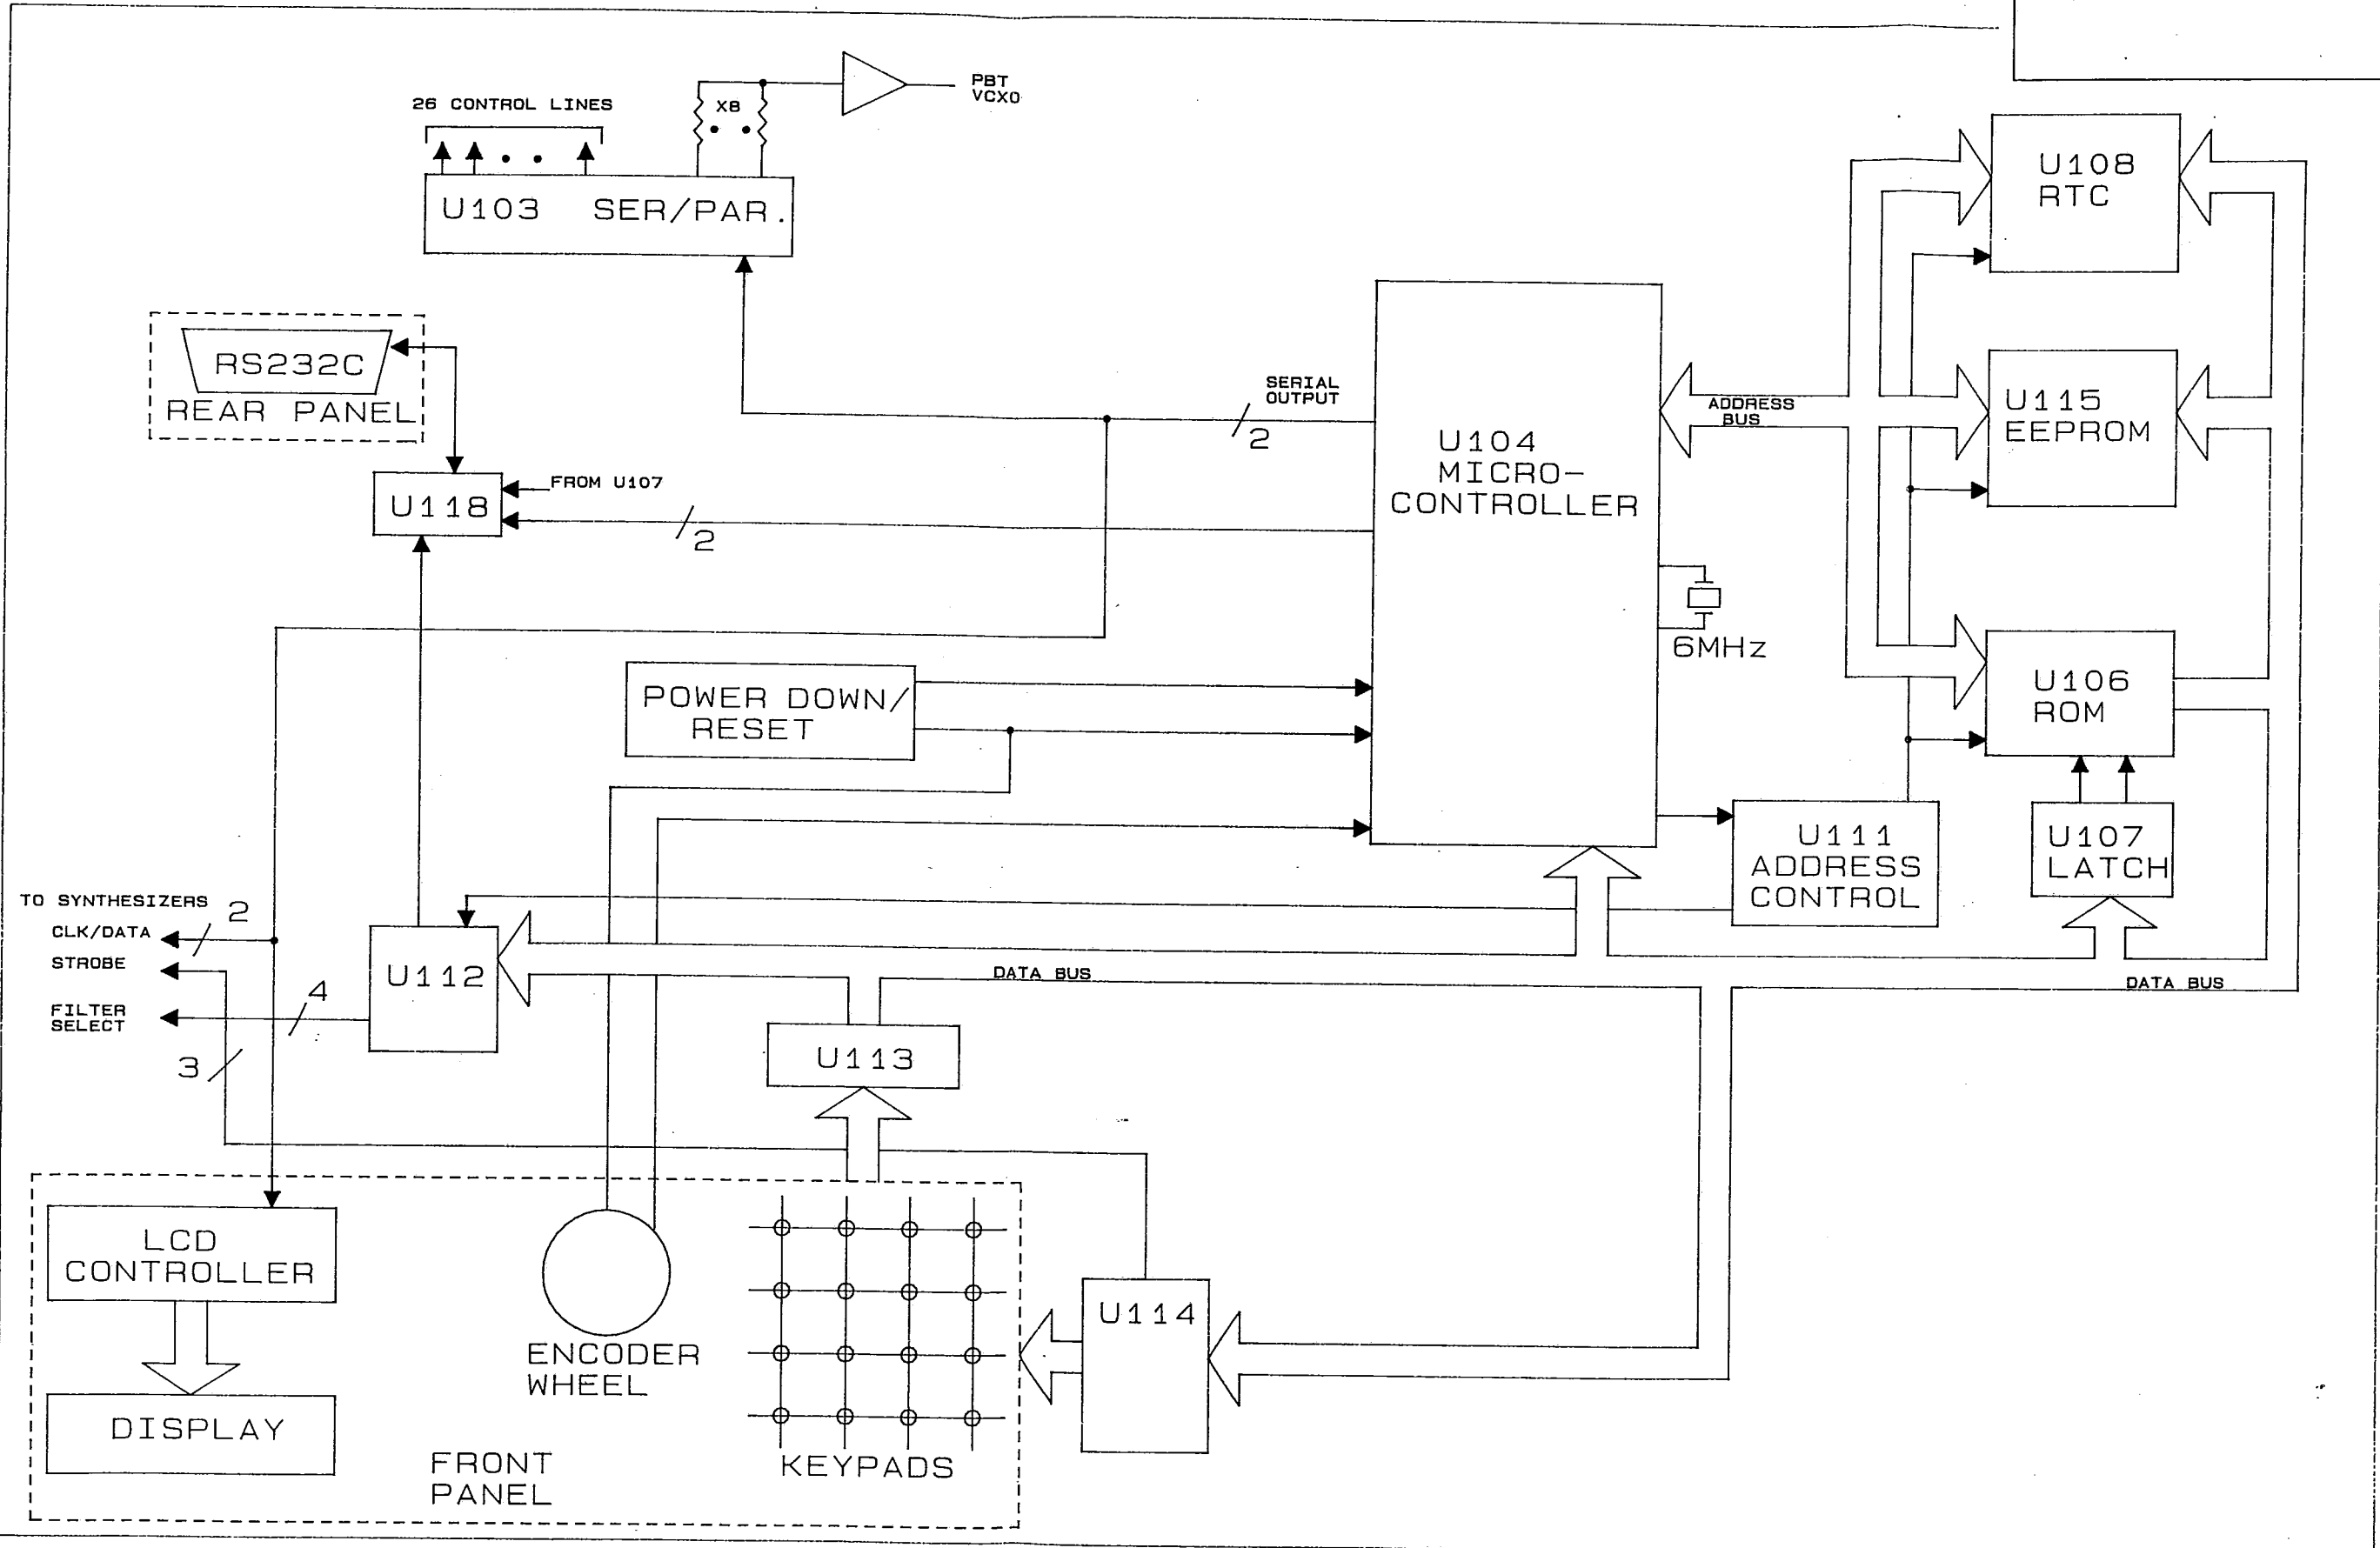 26 CONTROL LINES
X8
PBT
VCXO
U103 SER/PAR.
U108
RTC
RS232C
REAR PANEL
SERIAL
OUTPUT
2
ADDRESS
BUS
U115
EEPROM
U104
MICRO-
CONTROLLER
U118
FROM U107
2
6MHz
POWER DOWN/
RESET
U106
ROM
U111
ADDRESS
CONTROL
U107
LATCH
TO SYNTHESIZERS
2
CLK/DATA
STROBE
FILTER
SELECT
4
3
U112
DATA BUS
DATA BUS
U113
LCD
CONTROLLER
DISPLAY
ENCODER
WHEEL
KEYPADS
U114
FRONT
PANEL